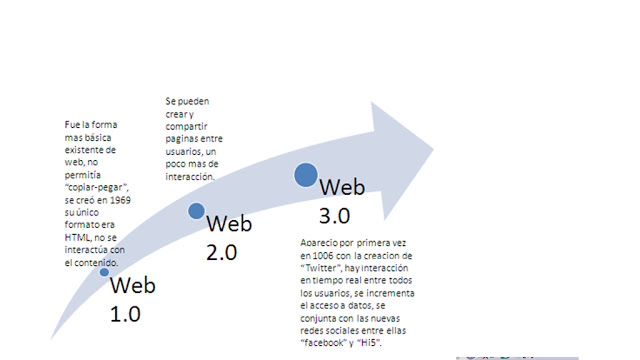 Fue la forma
mas básica
existente de
web, no
permitía
“copiar-pegar”,
se creó en 1969
su único
formato era
HTML, no se
interactúa con
el contenido.
Web
1.0
Se pueden
crear y
compartir
paginas entre
usuarios, un
poco mas de
interacción.
Web
2.0
Web
3.0
Aparecio por primera vez
en 1006 con la creacion de
“Twitter”, hay interacción
en tiempo real entre todos
los usuarios, se incrementa
el acceso a datos, se
conjunta con las nuevas
redes sociales entre ellas
“facebook” y “Hi5”.